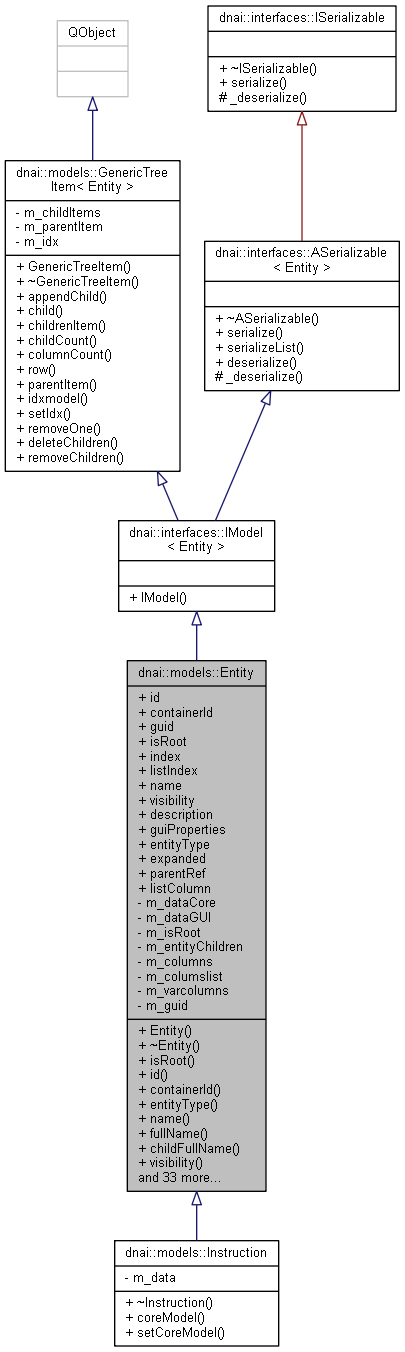 QObject
dnai::interfaces::ISerializable
+ ~ISerializable()
+ serialize()
# _deserialize()
dnai::models::GenericTree
Item< Entity >
- m_childItems
- m_parentItem
- m_idx
+ GenericTreeItem()
+ ~GenericTreeItem()
+ appendChild()
+ child()
+ childrenItem()
+ childCount()
+ columnCount()
+ row()
+ parentItem()
+ idxmodel()
+ setIdx()
+ removeOne()
+ deleteChildren()
+ removeChildren()
dnai::interfaces::ASerializable
< Entity >
+ ~ASerializable()
+ serialize()
+ serializeList()
+ deserialize()
# _deserialize()
dnai::interfaces::IModel
< Entity >
+ IModel()
dnai::models::Entity
+ id
+ containerId
+ guid
+ isRoot
+ index
+ listIndex
+ name
+ visibility
+ description
+ guiProperties
+ entityType
+ expanded
+ parentRef
+ listColumn
- m_dataCore
- m_dataGUI
- m_isRoot
- m_entityChildren
- m_columns
- m_columslist
- m_varcolumns
- m_guid
+ Entity()
+ ~Entity()
+ isRoot()
+ id()
+ containerId()
+ entityType()
+ name()
+ fullName()
+ childFullName()
+ visibility()
and 33 more...
dnai::models::Instruction
- m_data
+ ~Instruction()
+ coreModel()
+ setCoreModel()